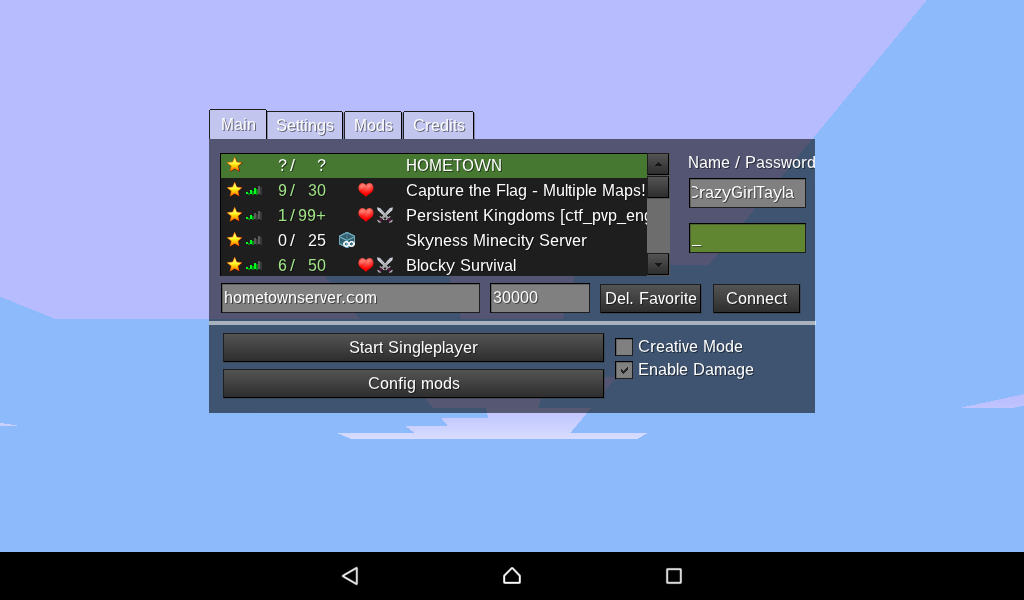 Main Settings Mods Credits
Name / Password
? / ? HOMETOWN
CrazyGirlTayla
9 / 30 Capture the Flag - Multiple Maps!
1 / 99+ Persistent Kingdoms [ctf_pvp_eng
_
0 / 25 Skyness Minecity Server
6 / 50 Blocky Survival
hometownserver.com 30000 Del. Favorite Connect
Start Singleplayer
Creative Mode
Enable Damage
Config mods